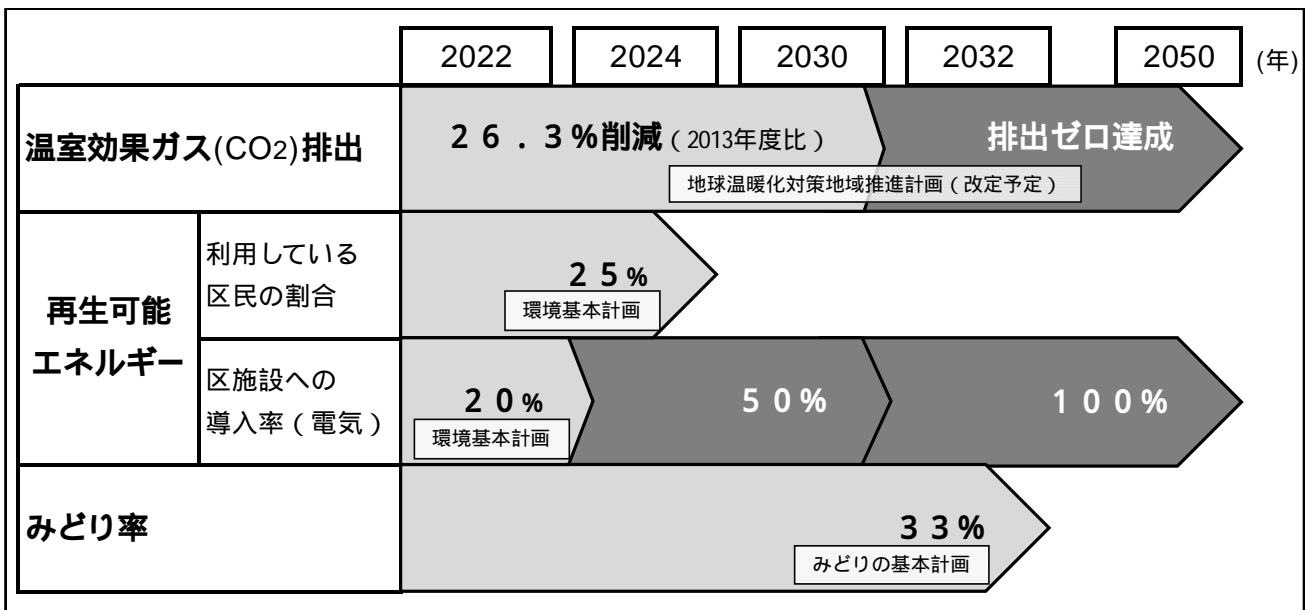 2022 2024 2030 2032 2050 (年)
温室効果ガス(CO2)排出
26.3%削減(2013年度比)
排出ゼロ達成
地球温暖化対策地域推進計画(改定予定)
再生可能
エネルギー
利用している
区民の割合
25%
環境基本計画
区施設への
導入率(電気)
20%
環境基本計画
50%
100%
みどり率
33%
みどりの基本計画